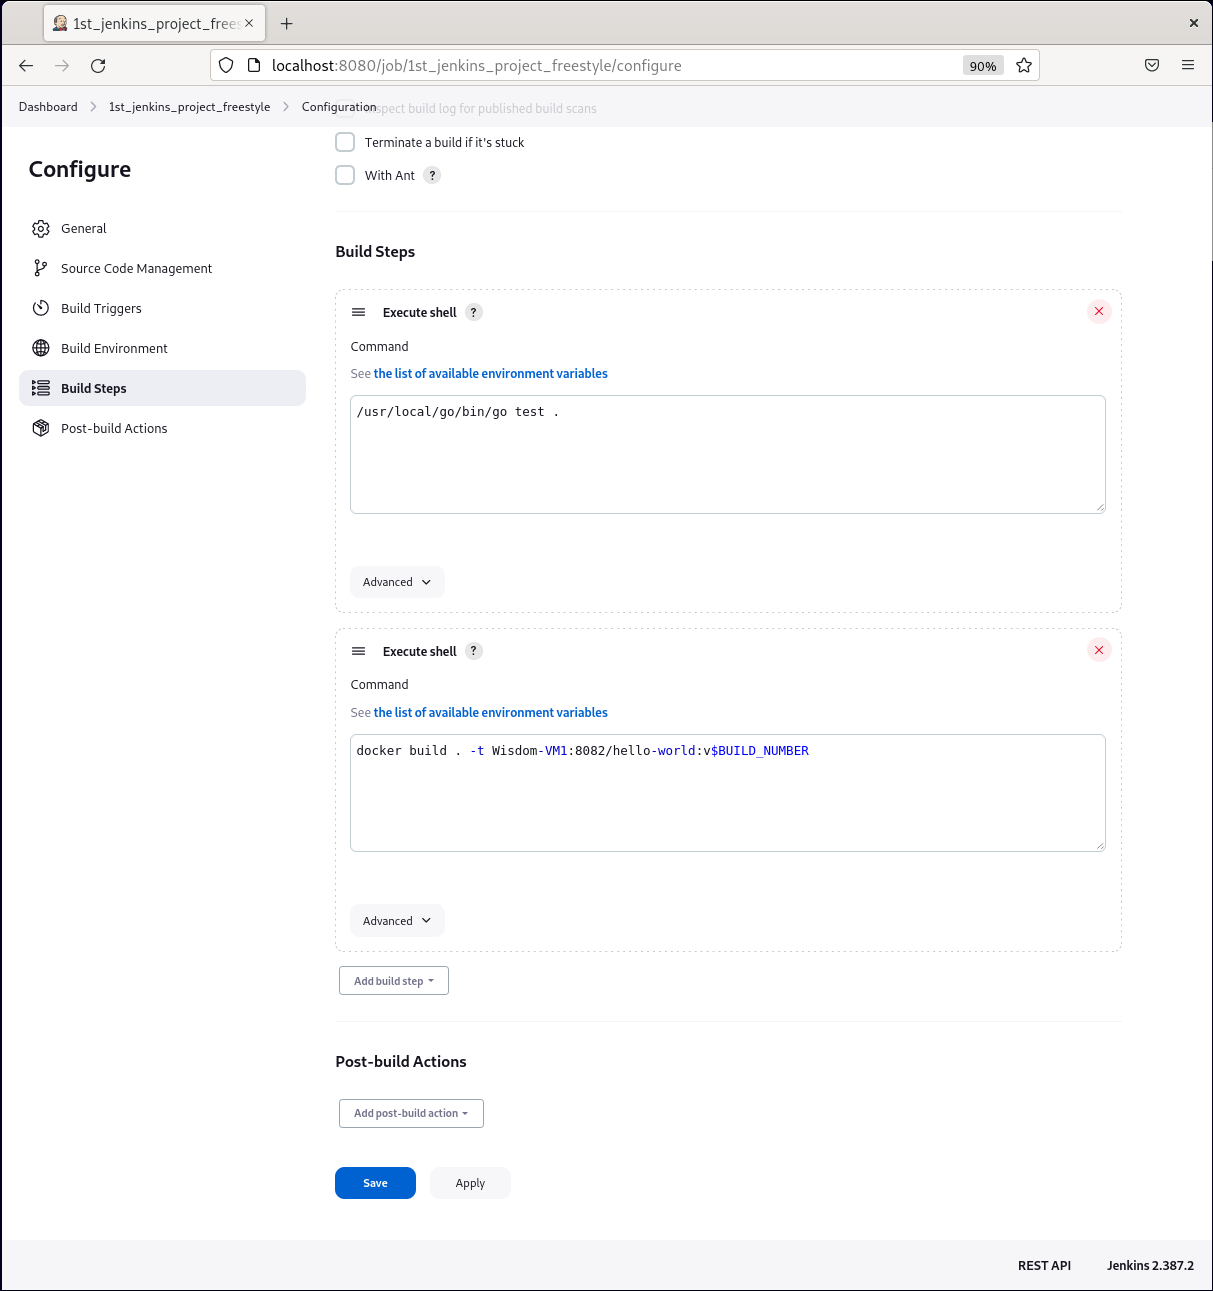 1st_jenkins_project_frees
localhost:8080/job/1st_jenkins_project_freestyle/configure
90%
Dashboard
1st_jenkins_project_freestyle
Configuration
Inspect build log for published build scans
Terminate a build if it's stuck
With Ant ?
Configure
General
Source Code Management
Build Triggers
Build Environment
Build Steps
Post-build Actions
Build Steps
Execute shell ?
Command
See the list of available environment variables
/usr/local/go/bin/go test .
Advanced
Execute shell ?
Command
See the list of available environment variables
docker build . -t Wisdom-VM1:8082/hello-world:v$BUILD_NUMBER
Advanced
Add build step
Post-build Actions
Add post-build action
Save
Apply
REST API
Jenkins 2.387.2